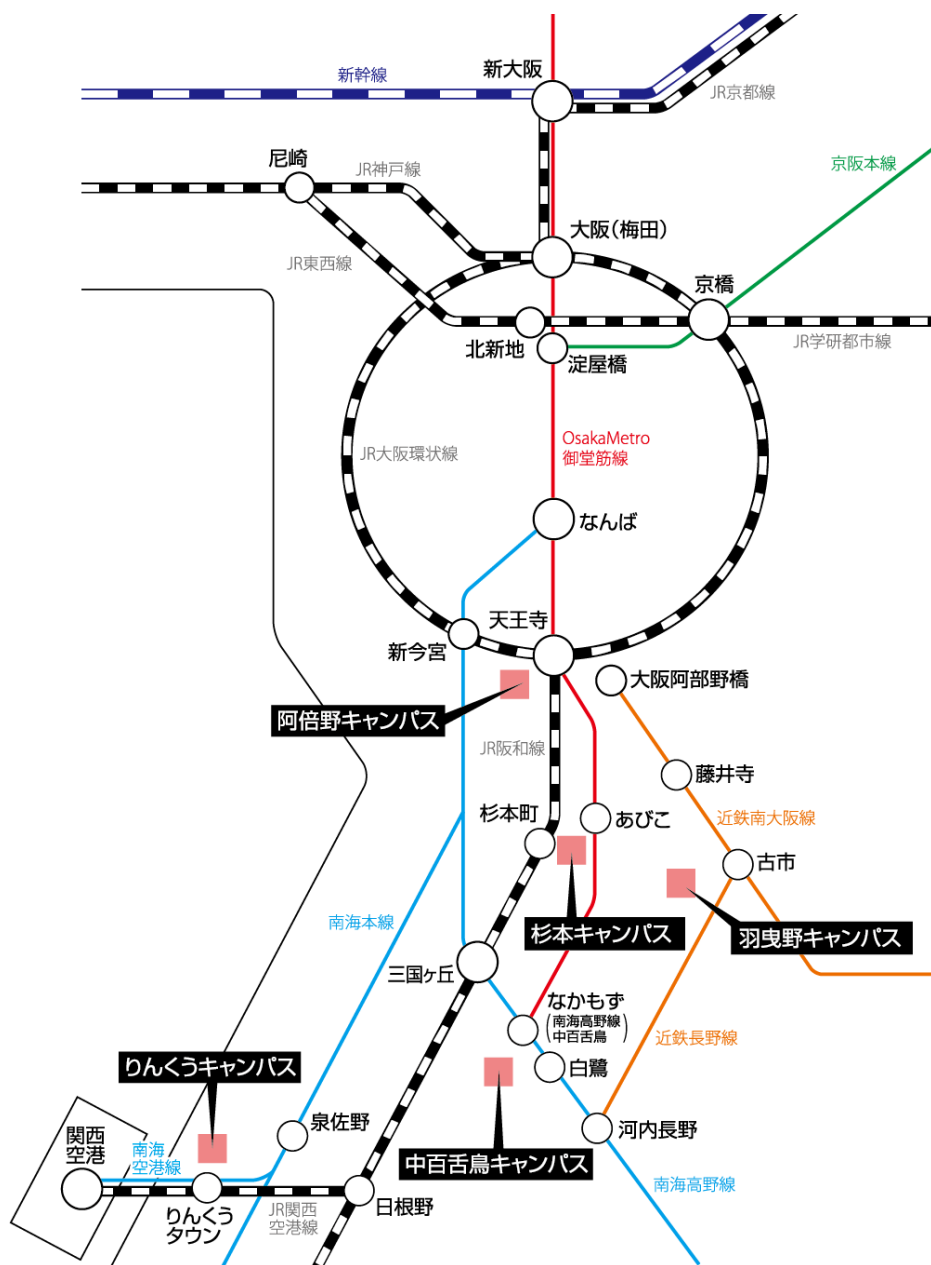 新大阪
新幹線
JR京都線
尼崎
JR神戸線
京阪本線
大阪(梅田)
JR東西線
京橋
北新地
淀屋橋
JR学研都市線
JR大阪環状線
OsakaMetro
御堂筋線
なんば
天王寺
新今宮
大阪阿部野橋
阿倍野キャンパス
JR阪和線
藤井寺
杉本町
あびこ
近鉄南大阪線
古市
南海本線
杉本キャンパス
羽曳野キャンパス
三国ヶ丘
なかもず
(南海高野線
中百舌鳥)
近鉄長野線
りんくうキャンパス
白鷺
泉佐野
河内長野
関西
空港
南海
空港線
中百舌鳥キャンパス
南海高野線
りんくう
タウン
JR関西
空港線
日根野